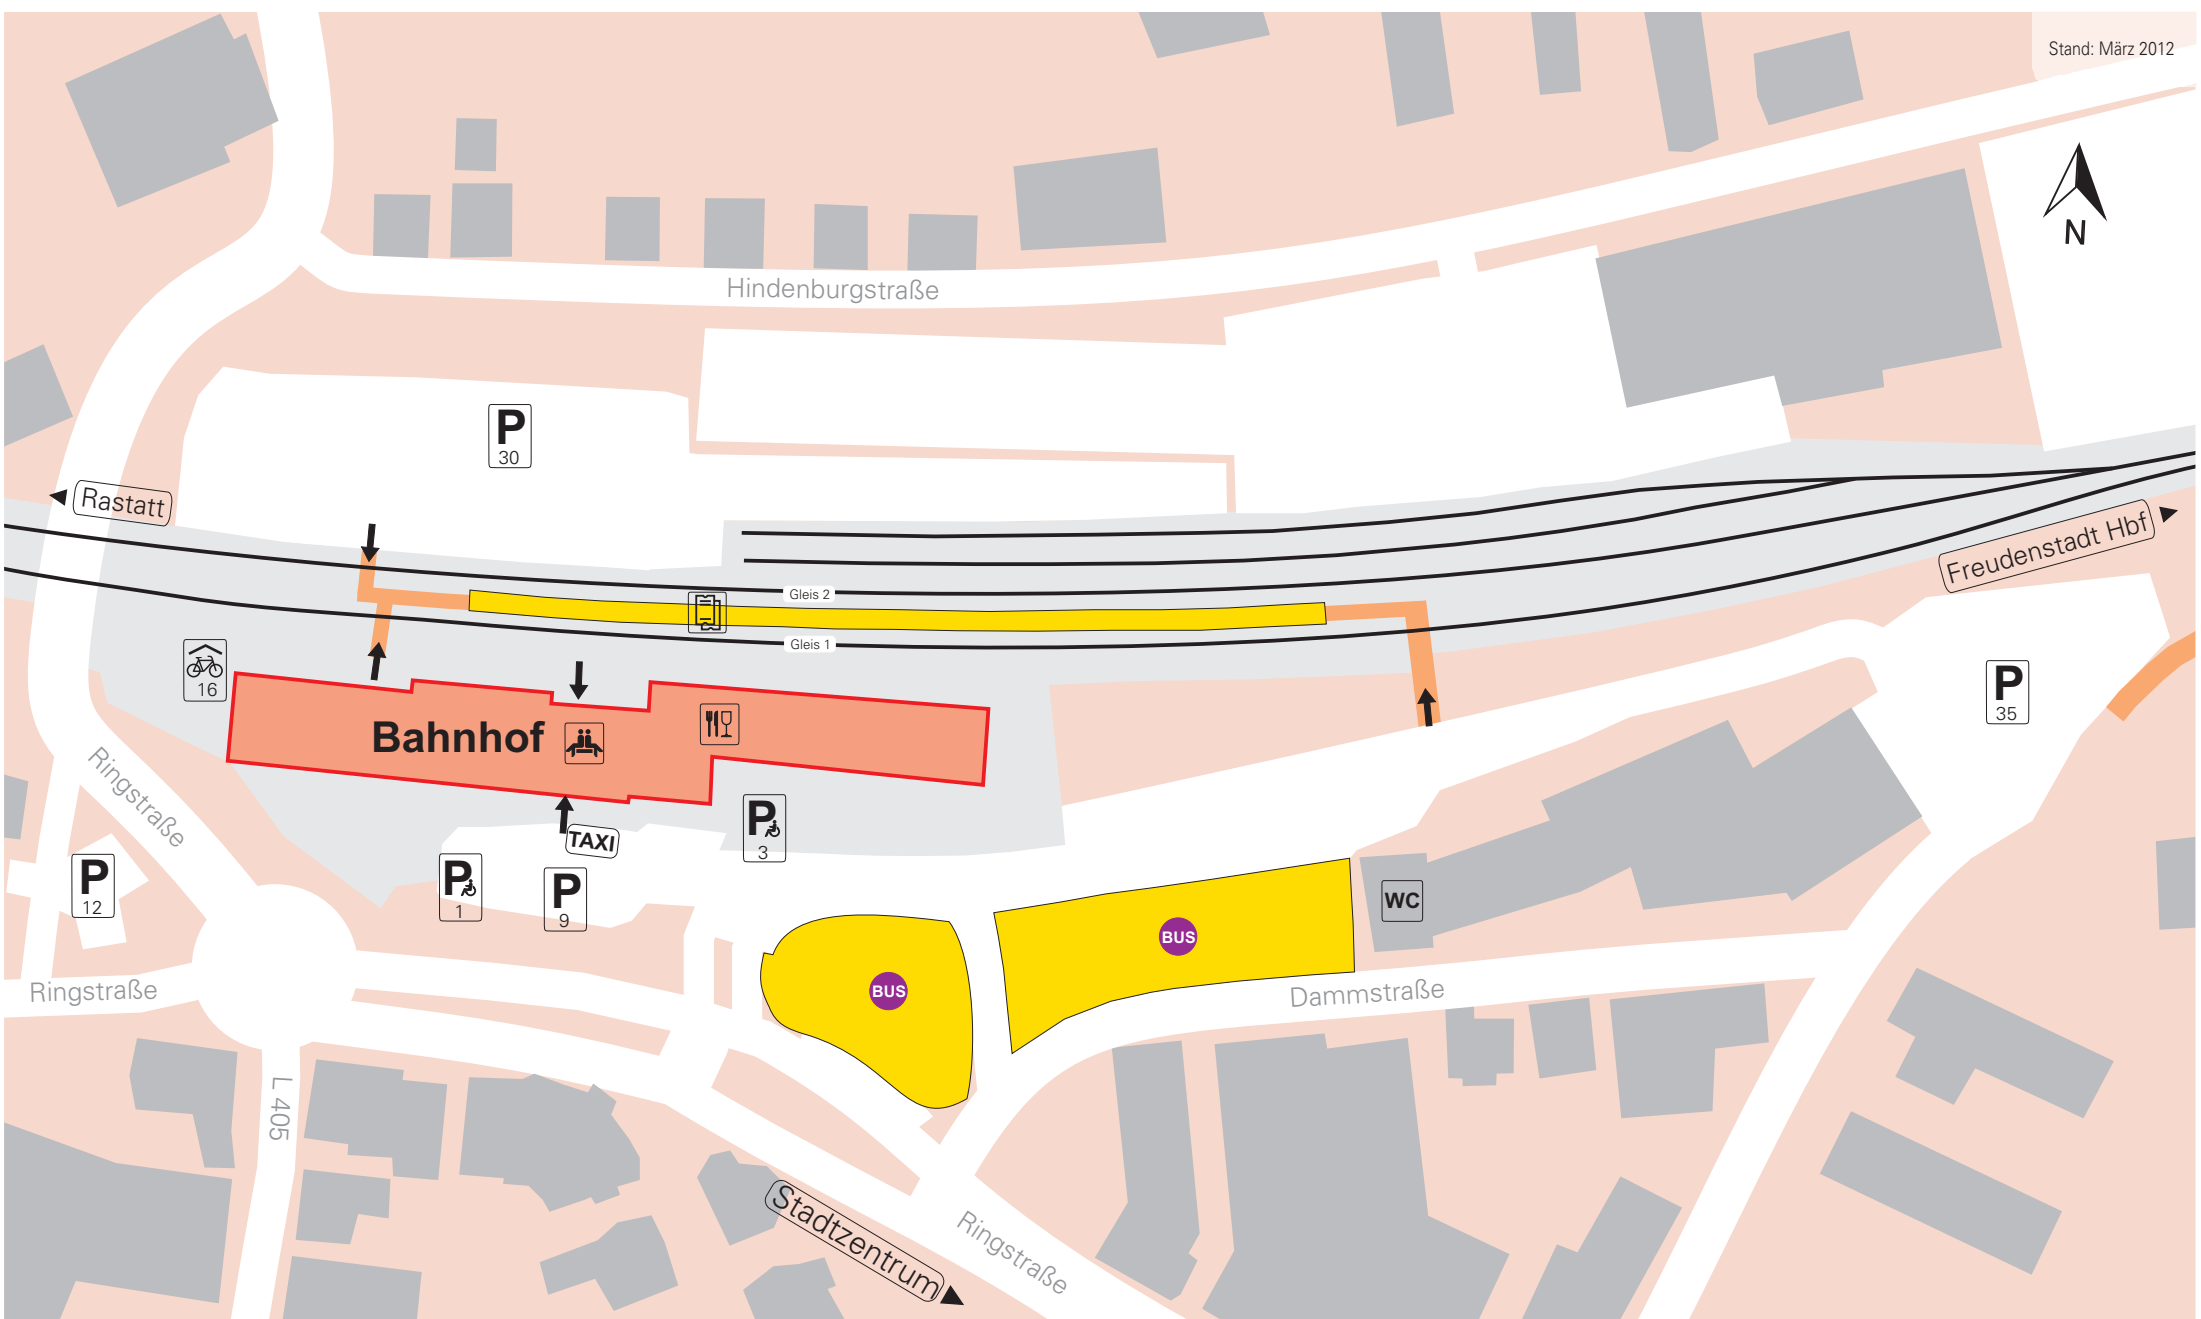 Stand: März 2012
N
Hindenburgstraße
P
30
Rastatt
Freudenstadt Hbf
Gleis 2
Gleis 1
16
P
35
Bahnhof
Ringstraße
TAXI
P
3
P
12
P
1
P
9
WC
BUS
BUS
Ringstraße
Dammstraße
L 405
Stadtzentrum
Ringstraße